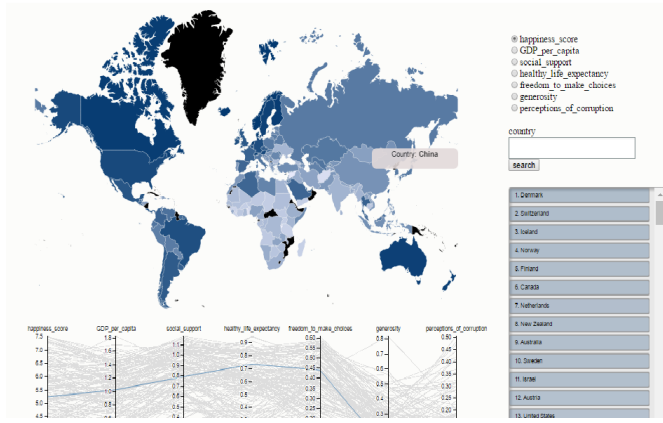 happiness_score
GDP_per_capita
social_support
healthy_life_expectancy
freedom_to_make_choices
generosity
perceptions_of_corruption
country
search
Country: China
1. Denmark
2. Switzerland
3. Iceland
4. Norway
5. Finland
6. Canada
7. Netherlands
8. New Zealand
9. Australia
10. Sweden
11. Israel
12. Austria
13. United States
happiness_score GDP_per_capita social_support healthy_life_expectancy freedom_to_make_choices generosity perceptions_of_corruption
7.5 7.0 6.5 6.0 5.5 5.0 4.5
1.8 1.6 1.4 1.2 1.0 0.8 0.6
1.1 1.0 0.9 0.8 0.7 0.6 0.5 0.4
0.9 0.8 0.7 0.6 0.5 0.4
0.60 0.55 0.50 0.45 0.40 0.35 0.30 0.25
0.8 0.7 0.6 0.5 0.4 0.3
0.50 0.45 0.40 0.35 0.30 0.25 0.20